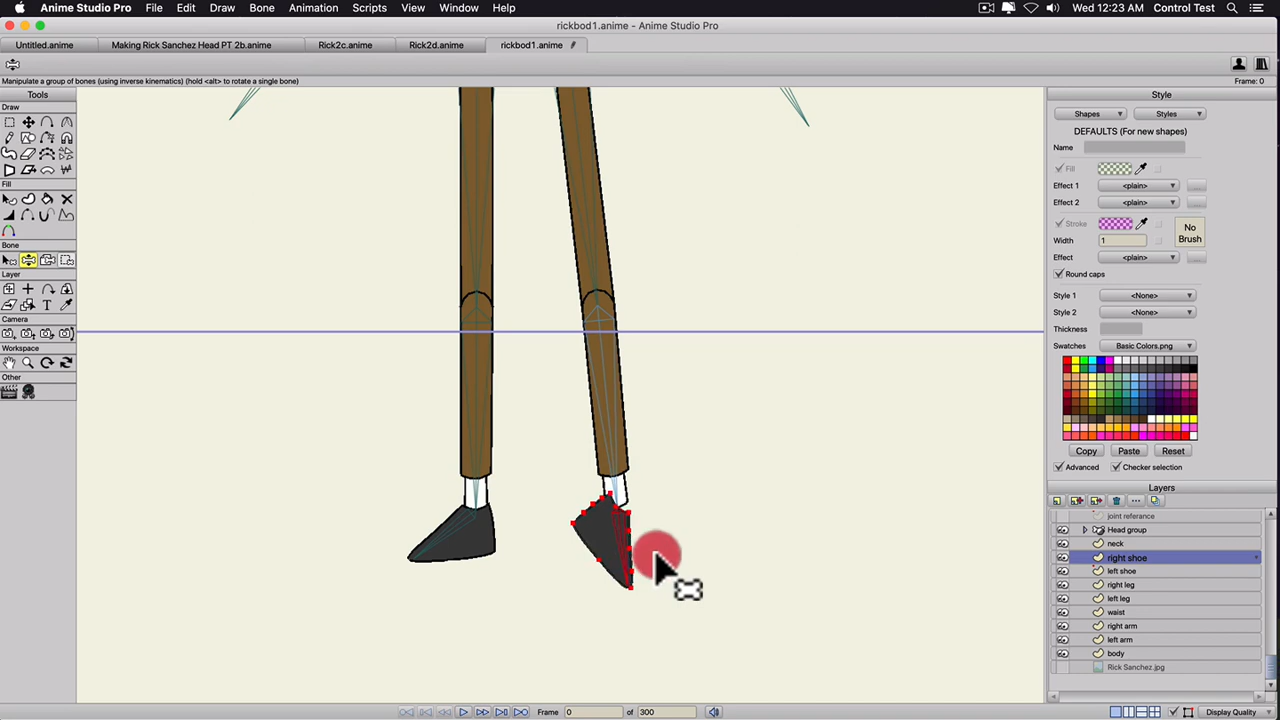 Anime Studio Pro File Edit Draw Bone Animation Scripts View Window Help Wed 12:23 AM Control Test
rickbod1.anime - Anime Studio Pro
Untitled.anime Making Rick Sanchez Head PT 2b.anime Rick2c.anime Rick2d.anime rickbod1.anime
Frame: 0
Manipulate a group of bones (using inverse kinematics) (hold <alt> to rotate a single bone)
Tools
Draw
Fill
Bone
Layer
Camera
Workspace
Other
Style
Shapes Styles
DEFAULTS (For new shapes)
Name
Fill
Effect 1 <plain> ...
Effect 2 <plain> ...
Stroke
No
Brush
Width 1
Effect <plain> ...
Round caps
Style 1 <None>
Style 2 <None>
Thickness
Swatches Basic Colors.png
Copy Paste Reset
Advanced Checker selection
Layers
joint referance
Head group
neck
right shoe
left shoe
right leg
left leg
waist
right arm
left arm
body
Rick Sanchez.jpg
Frame 0 of 300 Display Quality